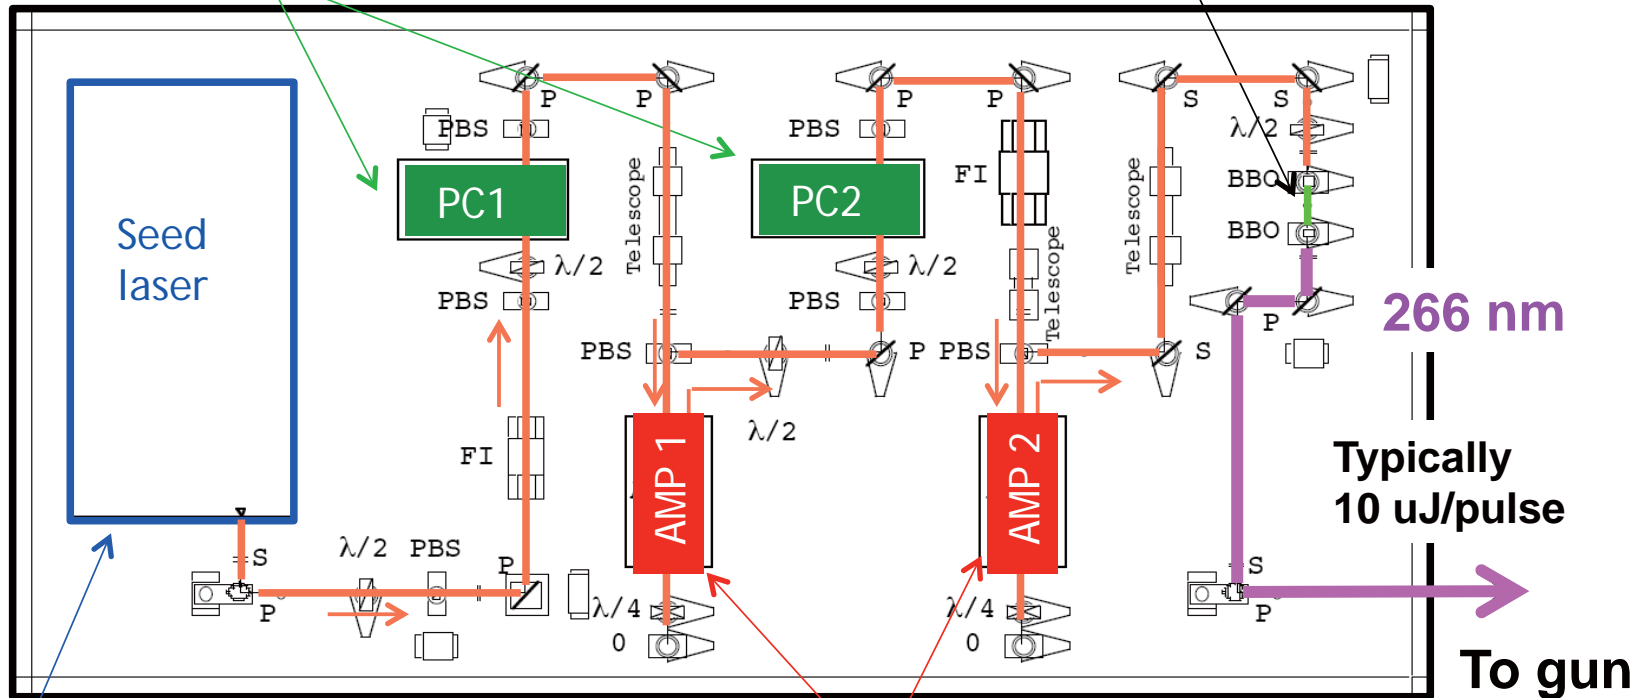 P
P
P
P
S
S
PBS
PBS
λ/2
FI
BBO
PC1
PC2
Telescope
Telescope
BBO
Seed
laser
λ/2
λ/2
PBS
PBS
Telescope
P
266 nm
PBS
P
PBS
S
λ/2
FI
AMP 1
AMP 2
Typically
10 uJ/pulse
λ/2
PBS
S
P
S
P
λ/4
λ/4
P
0
0
To gun